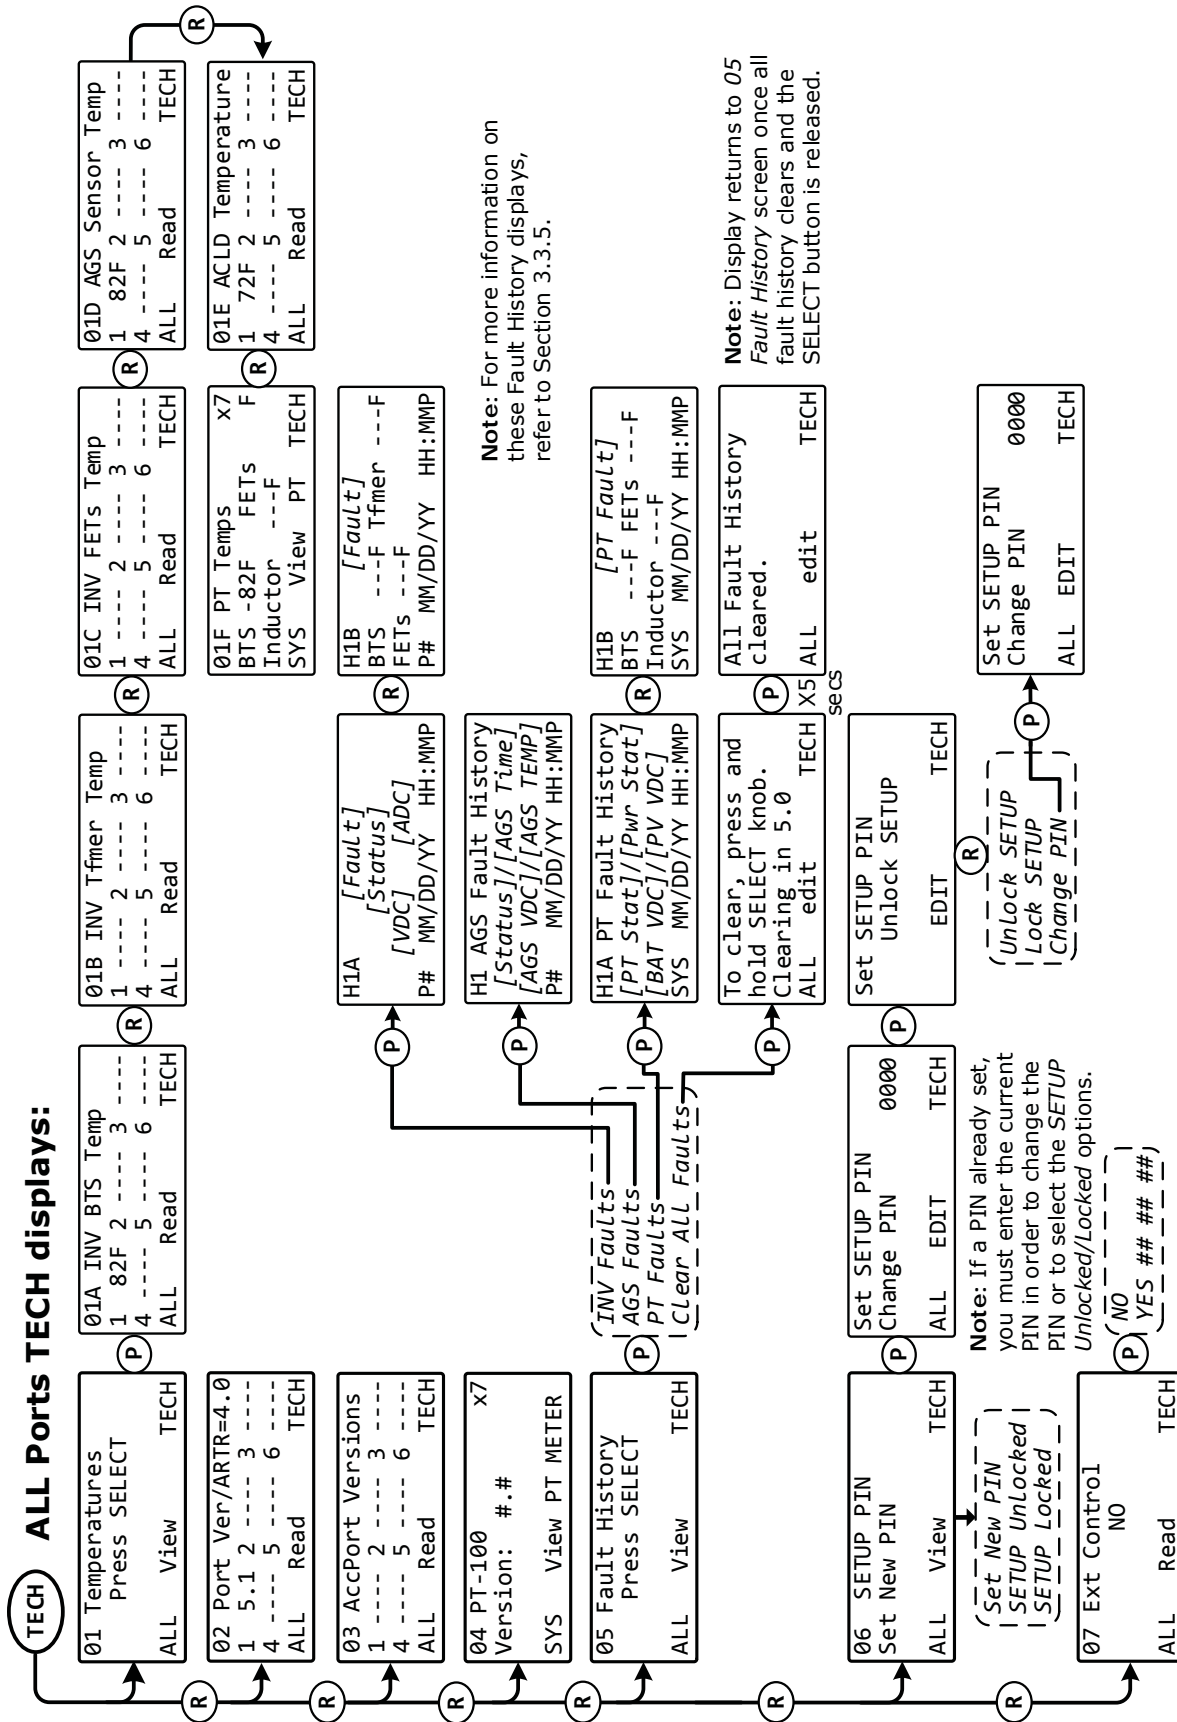 TECH
ALL Ports TECH displays:
01 Temperatures
Press SELECT
ALL View TECH
P
01A INV BTS Temp
1 82F 2 ---- 3 ----
4 ---- 5 ---- 6 ----
ALL Read TECH
R
01B INV Tfmer Temp
1 ---- 2 ---- 3 ----
4 ---- 5 ---- 6 ----
ALL Read TECH
R
01C INV FETs Temp
1 ---- 2 ---- 3 ----
4 ---- 5 ---- 6 ----
ALL Read TECH
R
01D AGS Sensor Temp
1 82F 2 ---- 3 ----
4 ---- 5 ---- 6 ----
ALL Read TECH
R
R
02 Port Ver/ARTR=4.0
1 5.1 2 ---- 3 ----
4 ---- 5 ---- 6 ----
ALL Read TECH
01F PT Temps x7
BTS -82F FETs F
Inductor ---F
SYS View PT TECH
R
01E ACLD Temperature
1 72F 2 ---- 3 ----
4 ---- 5 ---- 6 ----
ALL Read TECH
R
03 AccPort Versions
1 ---- 2 ---- 3 ----
4 ---- 5 ---- 6 ----
ALL Read TECH
P
H1A [Fault]
[Status]
[VDC] [ADC]
P# MM/DD/YY HH:MMP
R
H1B [Fault]
BTS ---F Tfmer ---F
FETs ---F
P# MM/DD/YY HH:MMP
R
04 PT-100 x7
Version: #.#
SYS View PT METER
P
H1 AGS Fault History
[Status]/[AGS Time]
[AGS VDC]/[AGS TEMP]
P# MM/DD/YY HH:MMP
Note: For more information on
these Fault History displays,
refer to Section 3.3.5.
R
05 Fault History
Press SELECT
ALL View TECH
P
INV Faults
AGS Faults
PT Faults
Clear All Faults
P
H1A PT Fault History
[PT Stat]/[Pwr Stat]
[BAT VDC]/[PV VDC]
SYS MM/DD/YY HH:MMP
R
H1B [PT Fault]
BTS ---F FETs ---F
Inductor ---F
SYS MM/DD/YY HH:MMP
P
To clear, press and
hold SELECT knob.
Clearing in 5.0
ALL edit TECH
P
X5
secs
All Fault History
cleared.
ALL edit TECH
Note: Display returns to 05
Fault History screen once all
fault history clears and the
SELECT button is released.
R
06 SETUP PIN
Set New PIN
ALL View TECH
P
Set SETUP PIN
Change PIN 0000
ALL EDIT TECH
P
Set SETUP PIN
Unlock SETUP
EDIT TECH
R
Set New PIN
SETUP Unlocked
SETUP Locked
Note: If a PIN already set,
you must enter the current
PIN in order to change the
PIN or to select the SETUP
Unlocked/Locked options.
Unlock SETUP
Lock SETUP
Change PIN
P
Set SETUP PIN
Change PIN 0000
ALL EDIT TECH
R
07 Ext Control
NO
ALL Read TECH
P
NO
YES ## ## ##